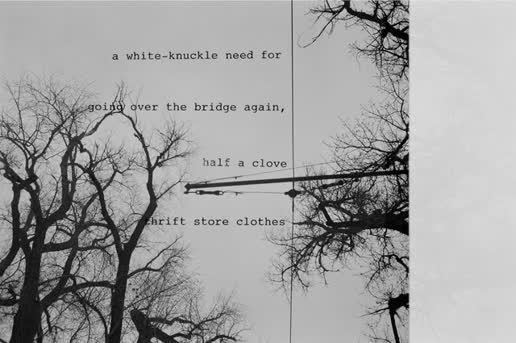 a white-knuckle need for
going over the bridge again,
half a clove
thrift store clothes